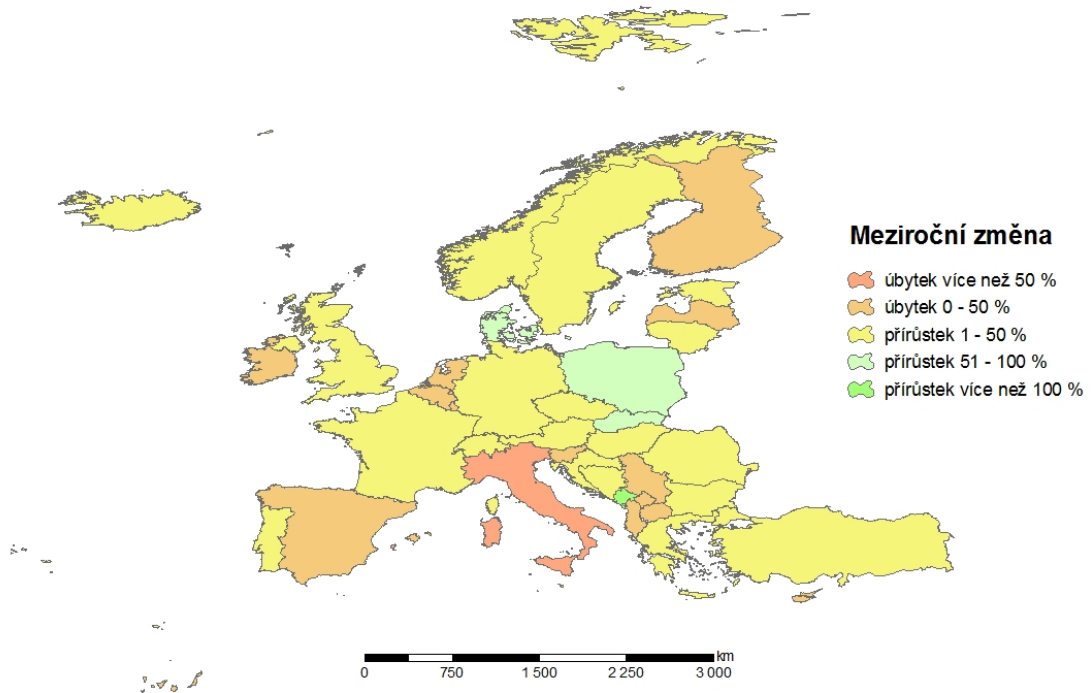 Meziroční změna
úbytek více než 50 %
úbytek 0 - 50 %
přírůstek 1 - 50 %
přírůstek 51 - 100 %
přírůstek více než 100 %
km
0 750 1 500 2 250 3 000